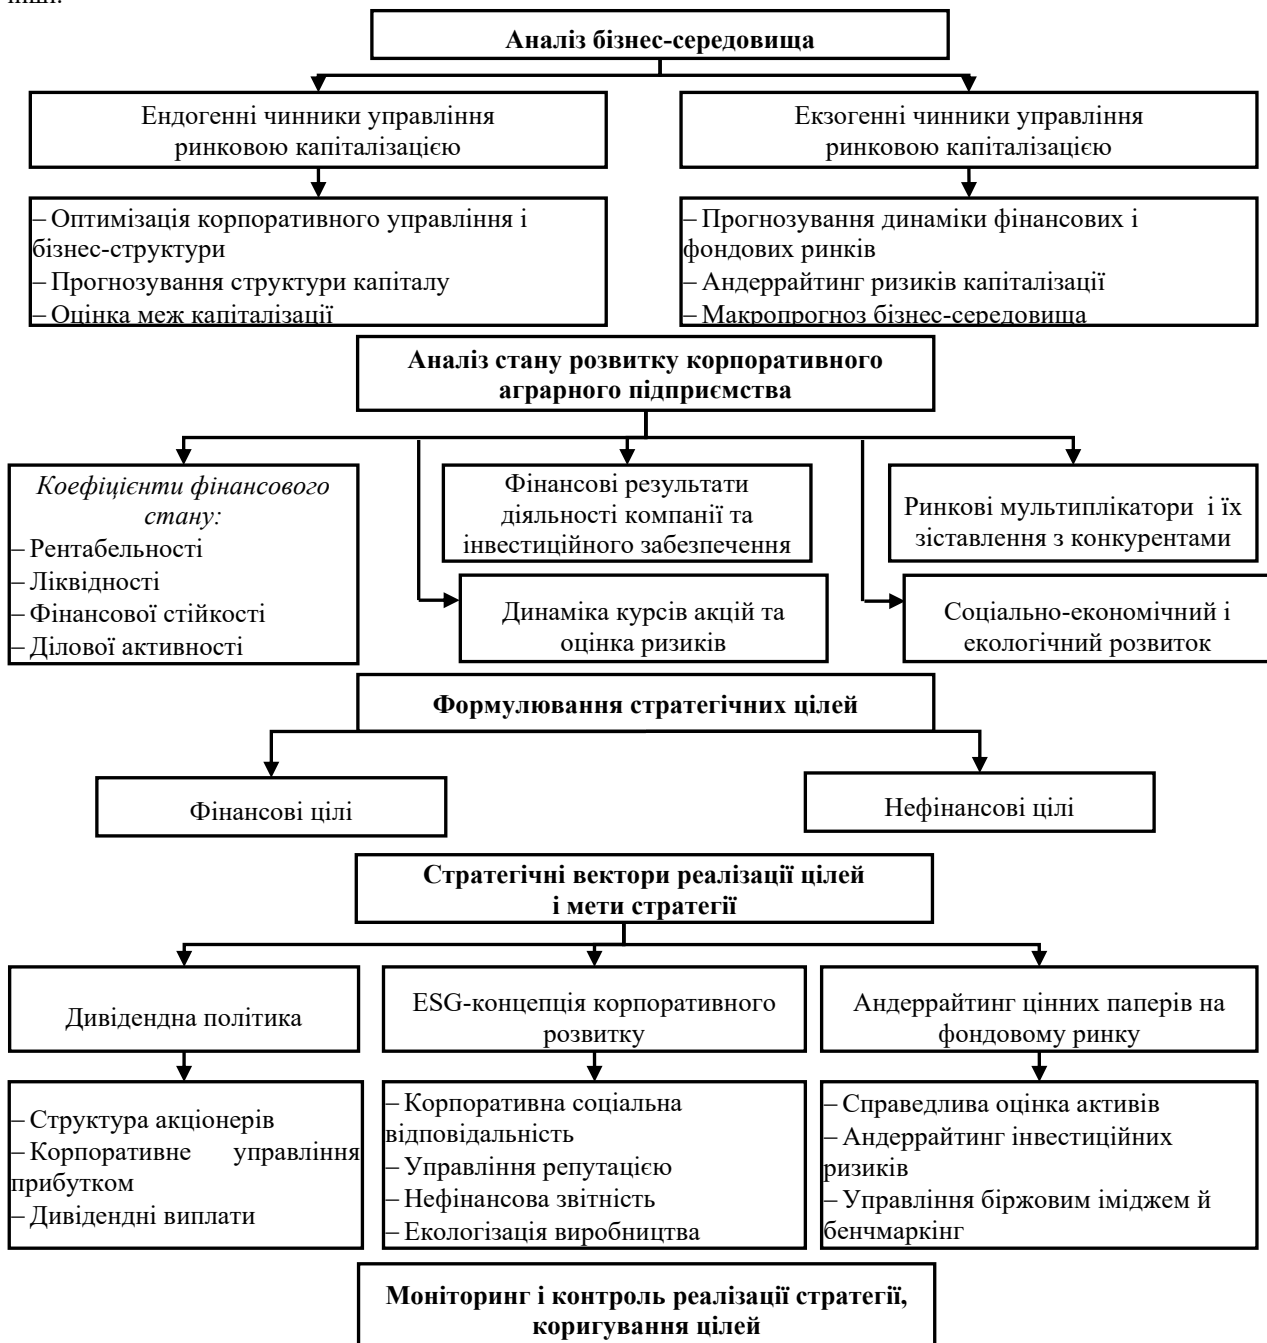 Аналіз бізнес-середовища
Ендогенні чинники управління
ринковою капіталізацією
Екзогенні чинники управління
ринковою капіталізацією
– Оптимізація корпоративного управління і
бізнес-структури
– Прогнозування структури капіталу
– Оцінка меж капіталізації
– Прогнозування динаміки фінансових і
фондових ринків
– Андеррайтинг ризиків капіталізації
– Макропрогноз бізнес-середовища
Аналіз стану розвитку корпоративного
аграрного підприємства
Коефіцієнти фінансового
стану:
– Рентабельності
– Ліквідності
– Фінансової стійкості
– Ділової активності
Фінансові результати
діяльності компанії та
інвестиційного забезпечення
Ринкові мультиплікатори і їх
зіставлення з конкурентами
Динаміка курсів акцій та
оцінка ризиків
Соціально-економічний і
екологічний розвиток
Формулювання стратегічних цілей
Фінансові цілі
Нефінансові цілі
Стратегічні вектори реалізації цілей
і мети стратегії
Дивідендна політика
ESG-концепція корпоративного
розвитку
Андеррайтинг цінних паперів на
фондовому ринку
– Структура акціонерів
– Корпоративне управління
прибутком
– Дивідендні виплати
– Корпоративна соціальна
відповідальність
– Управління репутацією
– Нефінансова звітність
– Екологізація виробництва
– Справедлива оцінка активів
– Андеррайтинг інвестиційних
ризиків
– Управління біржовим іміджем й
бенчмаркінг
Моніторинг і контроль реалізації стратегії,
коригування цілей